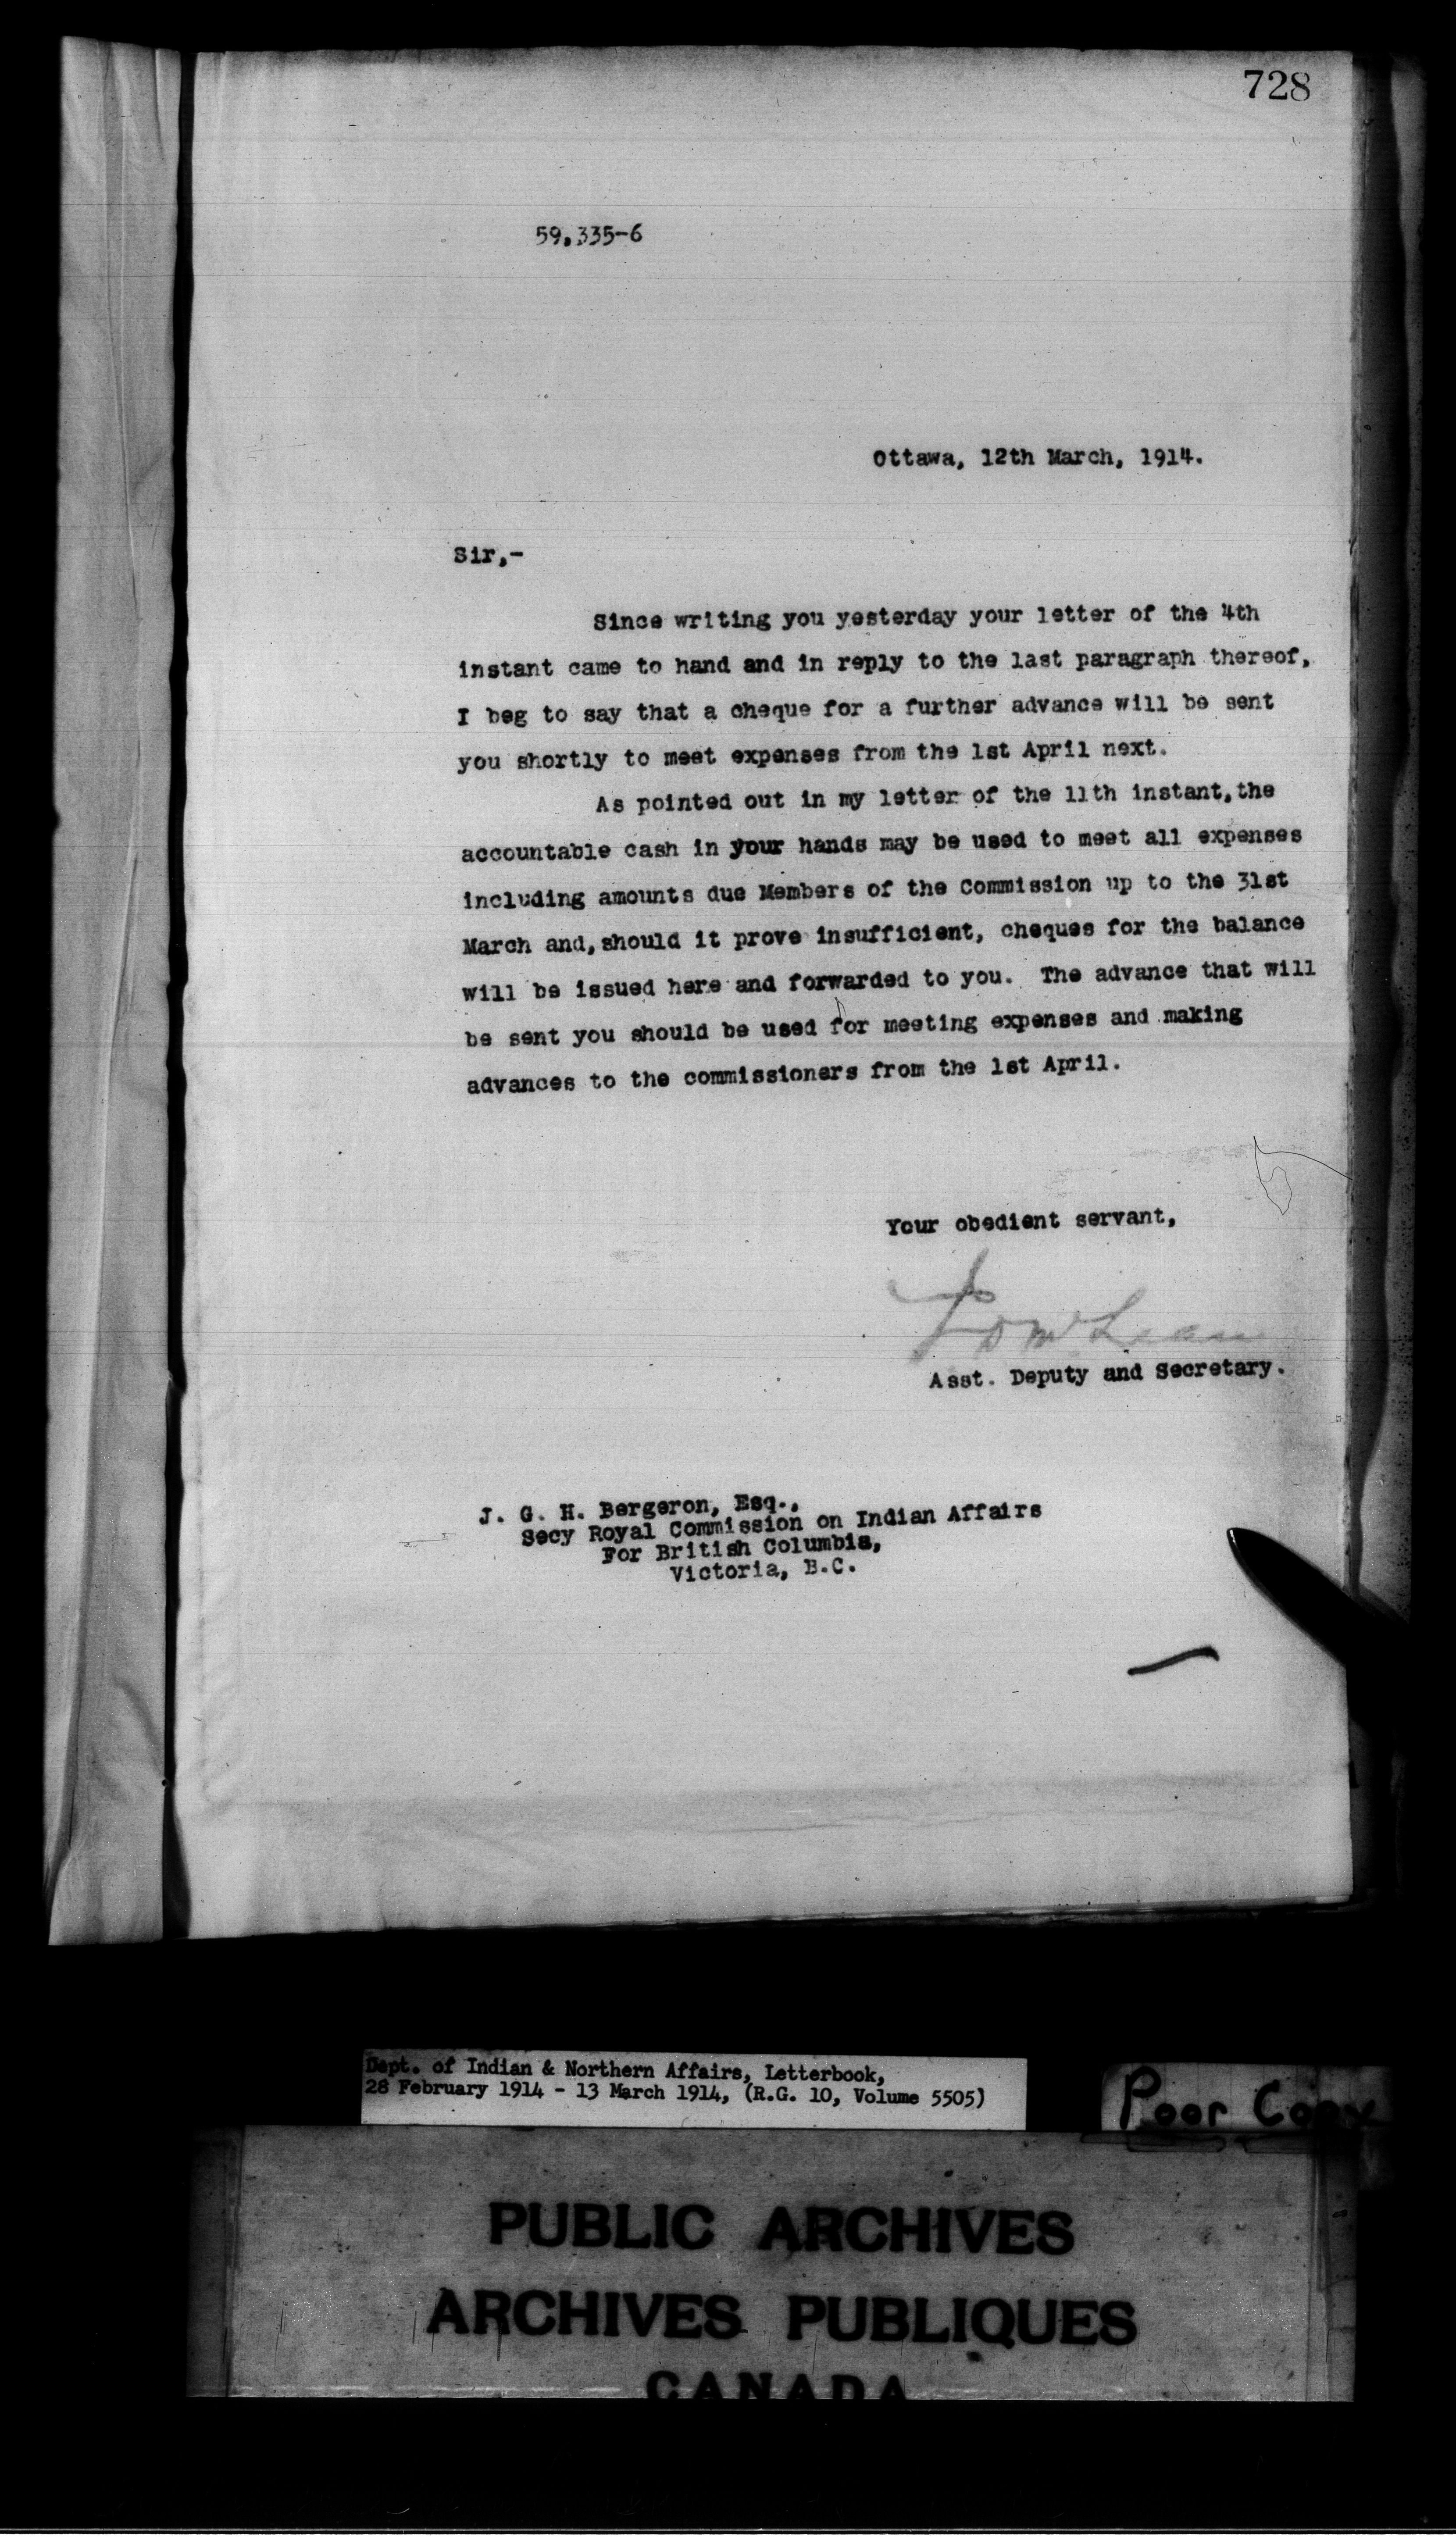 728
59,335-6
Ottawa, 12th March, 1914.
Sir,-
Since writing you yesterday your letter of the 4th
instant came to hand and in reply to the last paragraph thereof,
I beg to say that a cheque for a further advance will be sent
you shortly to meet expenses from the 1st April next.
As pointed out in my letter of the 11th instant, the
accountable cash in your hands may be used to meet all expenses
including amounts due Members of the Commission up to the 31st
March and, should it prove insufficient, cheques for the balance
will be issued here and forwarded to you. The advance that will
be sent you should be used for meeting expenses and making
advances to the commissioners from the 1st April.
Your obedient servant,
McLean
Asst. Deputy and Secretary.
J. G. H. Bergeron, Esq.,
Secy Royal Commission on Indian Affairs
For British Columbia,
Victoria, B.C.
Dept. of Indian & Northern Affairs, Letterbook,
28 February 1914 - 13 March 1914, (R.G. 10, Volume 5505)
Poor Copy
PUBLIC ARCHIVES
ARCHIVES PUBLIQUES
CANADA